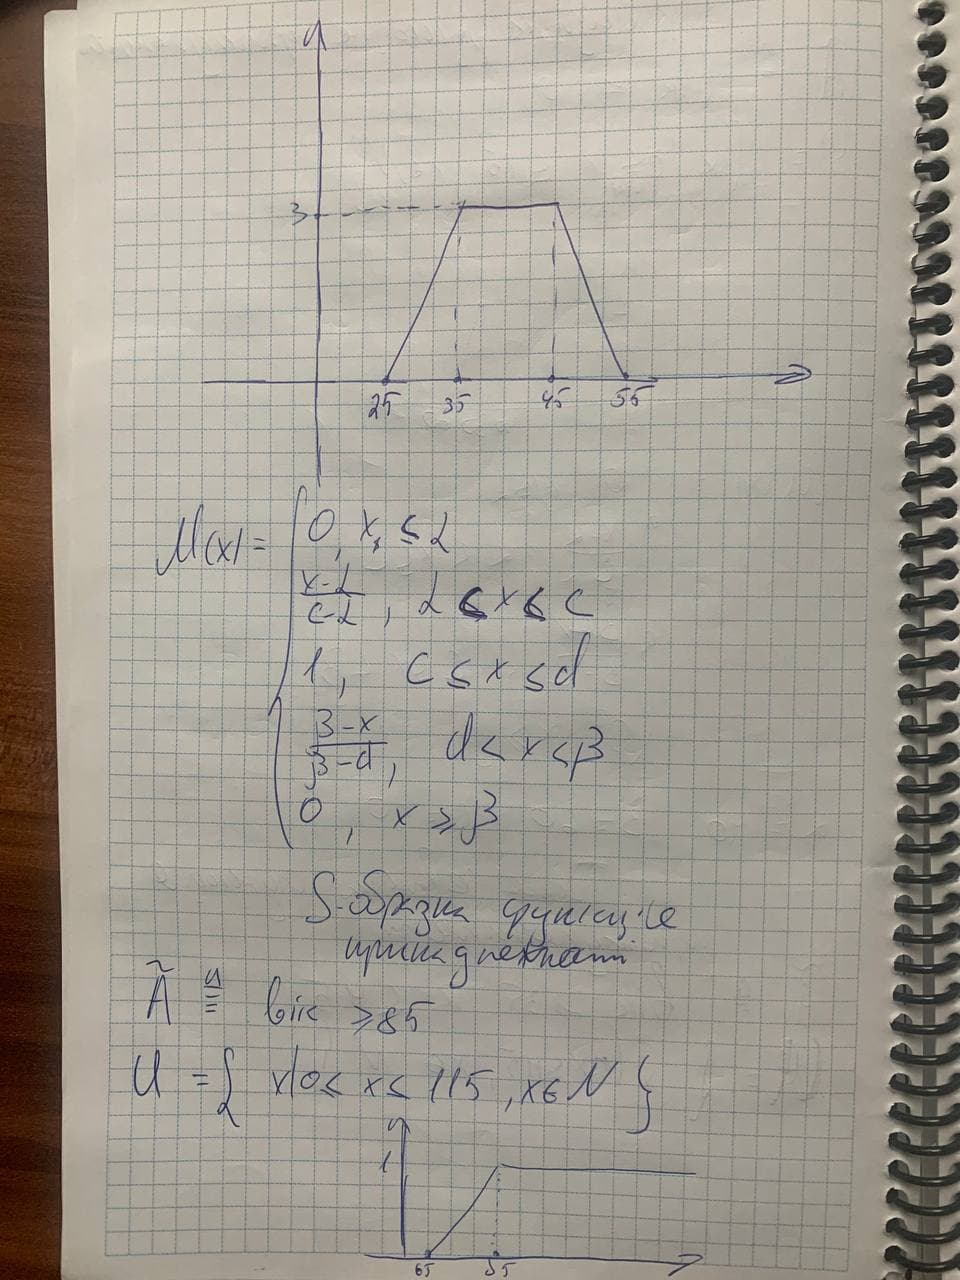 3
25 35 45 55
M(x) = { 0, x ≤ α
x-α / c-α , α ≤ x ≤ c
1, c ≤ x ≤ d
β-x / β-d , d ≤ x ≤ β
0, x ≥ β
S-образна функція
приналежності
Ã ≡ вік ≥ 85
U = { x|0 ≤ x ≤ 115, x ∈ N }
1
65 85